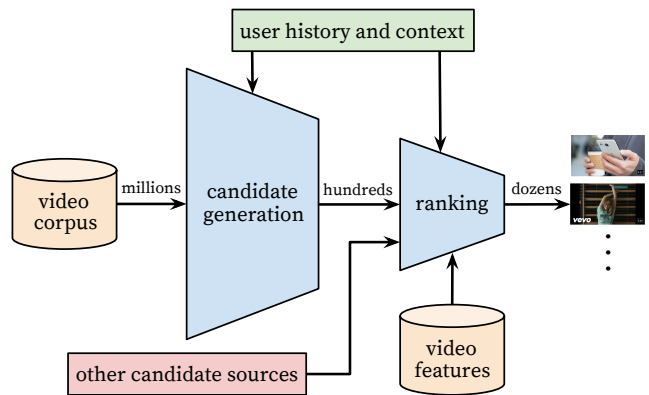 user history and context
video
corpus
millions
candidate
generation
hundreds
ranking
dozens
vevo
other candidate sources
video
features